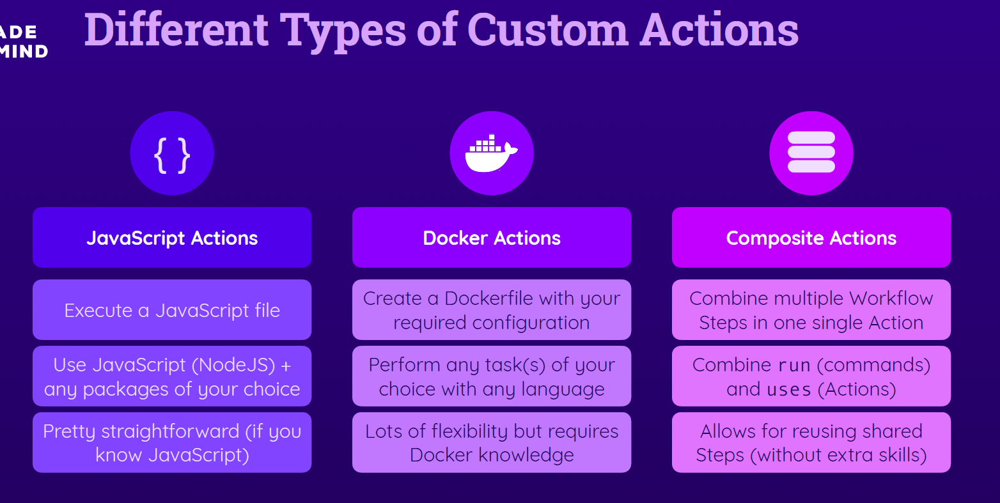 ADE
MIND
Different Types of Custom Actions
{ }
JavaScript Actions
Execute a JavaScript file
Use JavaScript (NodeJS) +
any packages of your choice
Pretty straightforward (if you
know JavaScript)
Docker Actions
Create a Dockerfile with your
required configuration
Perform any task(s) of your
choice with any language
Lots of flexibility but requires
Docker knowledge
Composite Actions
Combine multiple Workflow
Steps in one single Action
Combine run (commands)
and uses (Actions)
Allows for reusing shared
Steps (without extra skills)